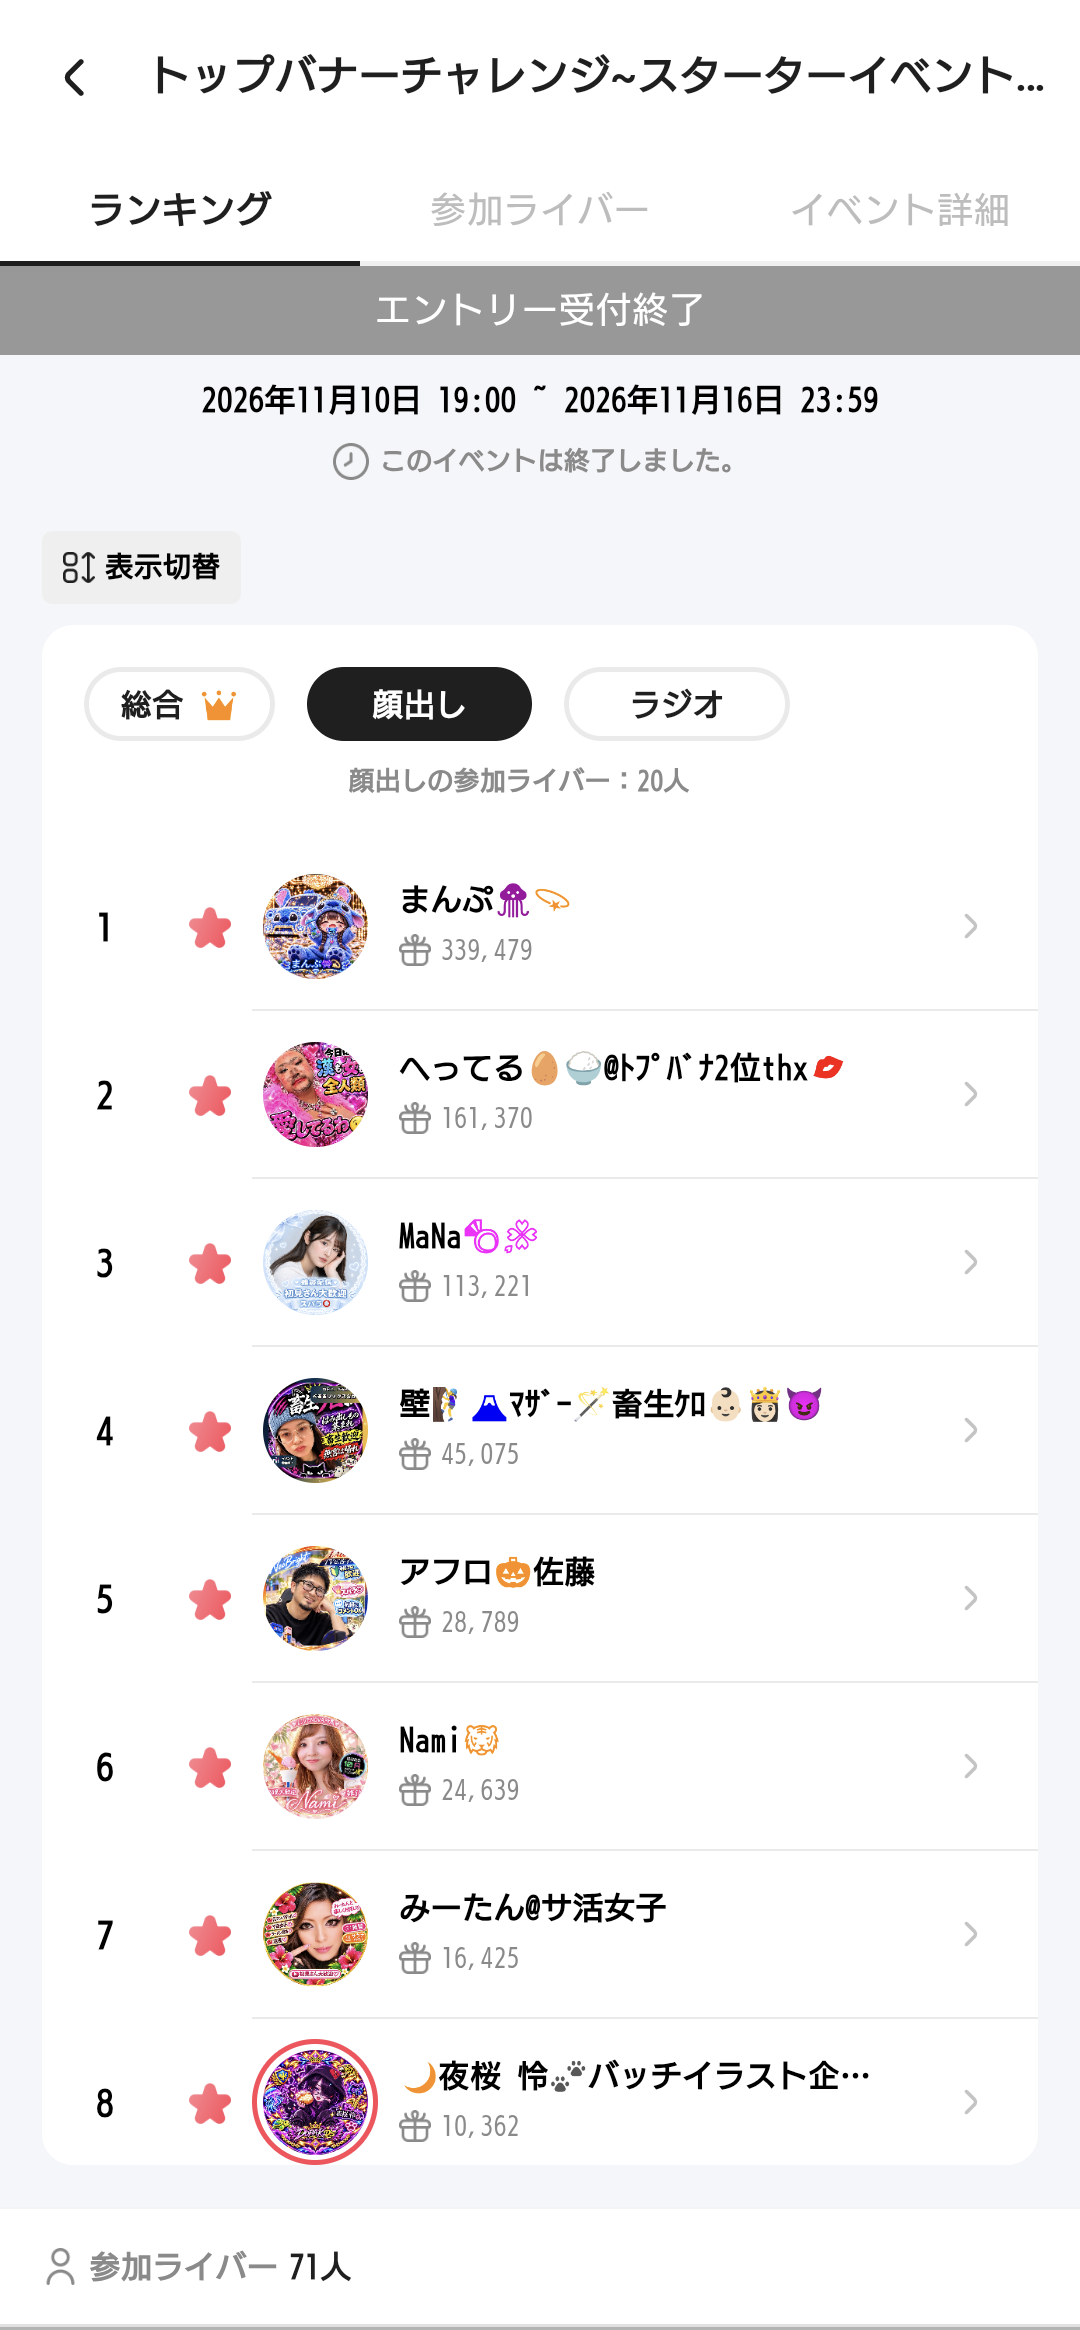 トップバナーチャレンジ~スターターイベント...
ランキング 参加ライバー イベント詳細
エントリー受付終了
2026年11月10日 19:00 ~ 2026年11月16日 23:59
このイベントは終了しました。
表示切替
総合 顔出し ラジオ
顔出しの参加ライバー：20人
1 まんぷ
339,479
2 へってる🥚🍚@ﾄﾌﾟﾊﾞﾅ2位thx💋
161,370
3 MaNa
113,221
4 壁🧗🗻ﾏｻﾞｰ🪄畜生ｹﾛ👶🏻👸🏻😈
45,075
5 アフロ🎃佐藤
28,789
6 Nami🐯
24,639
7 みーたん@サ活女子
16,425
8 🌙夜桜 怜🐾バッチイラスト企…
10,362
参加ライバー 71人